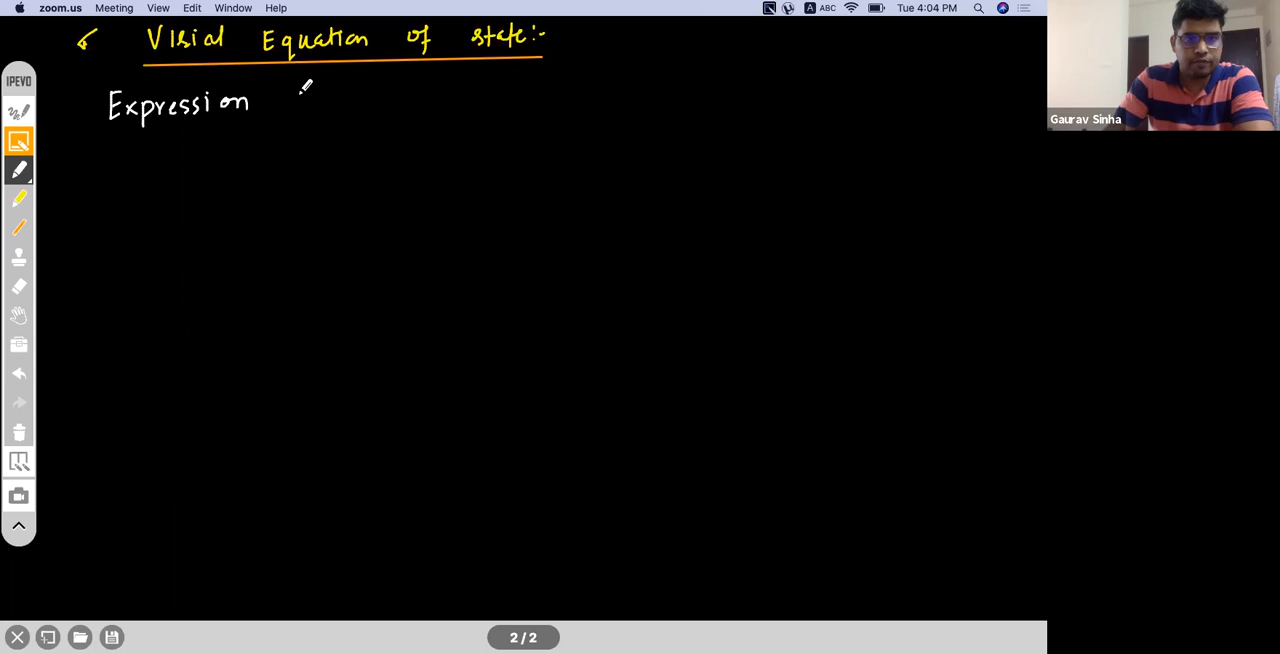 zoom.us Meeting View Edit Window Help A ABC Tue 4:04 PM
Virial Equation of state:-
IPEVO
Expression
Gaurav Sinha
2 / 2